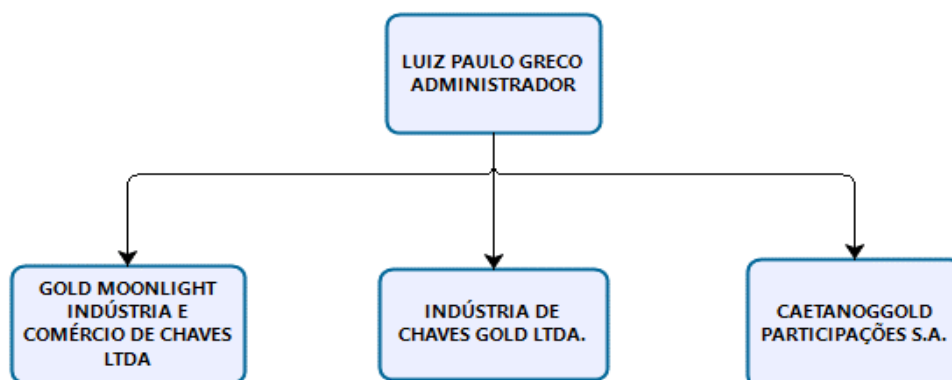 LUIZ PAULO GRECO
ADMINISTRADOR
GOLD MOONLIGHT
INDÚSTRIA E
COMÉRCIO DE CHAVES
LTDA
INDÚSTRIA DE
CHAVES GOLD LTDA.
CAETANOGGOLD
PARTICIPAÇÕES S.A.